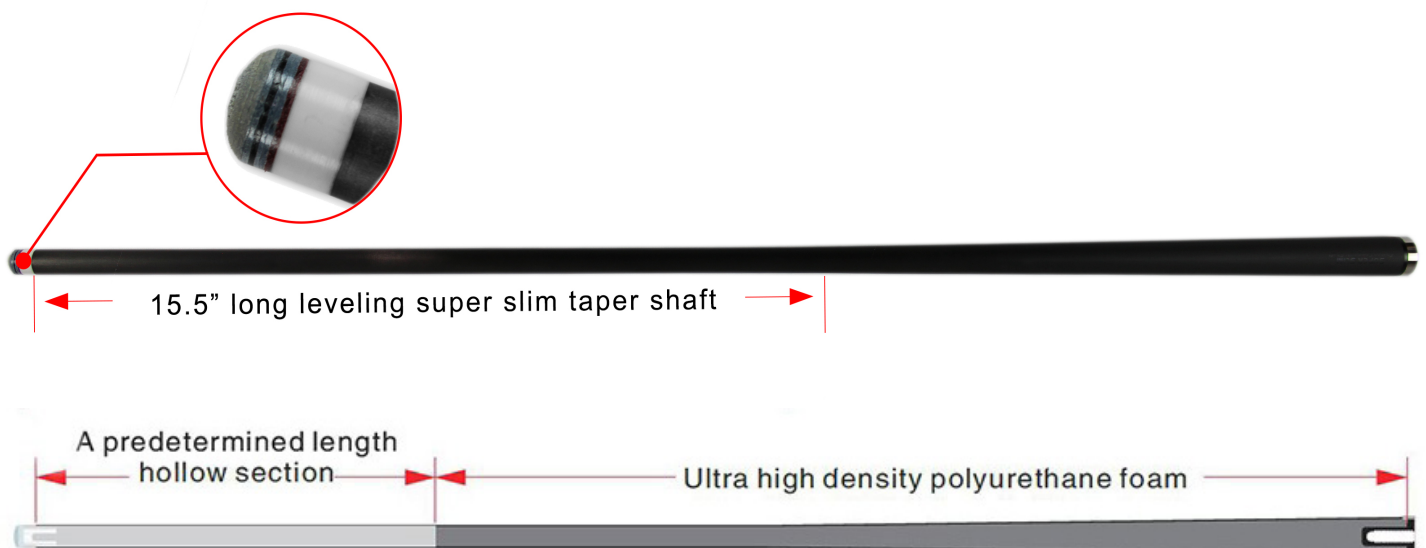 15.5” long leveling super slim taper shaft
A predetermined length
hollow section
Ultra high density polyurethane foam